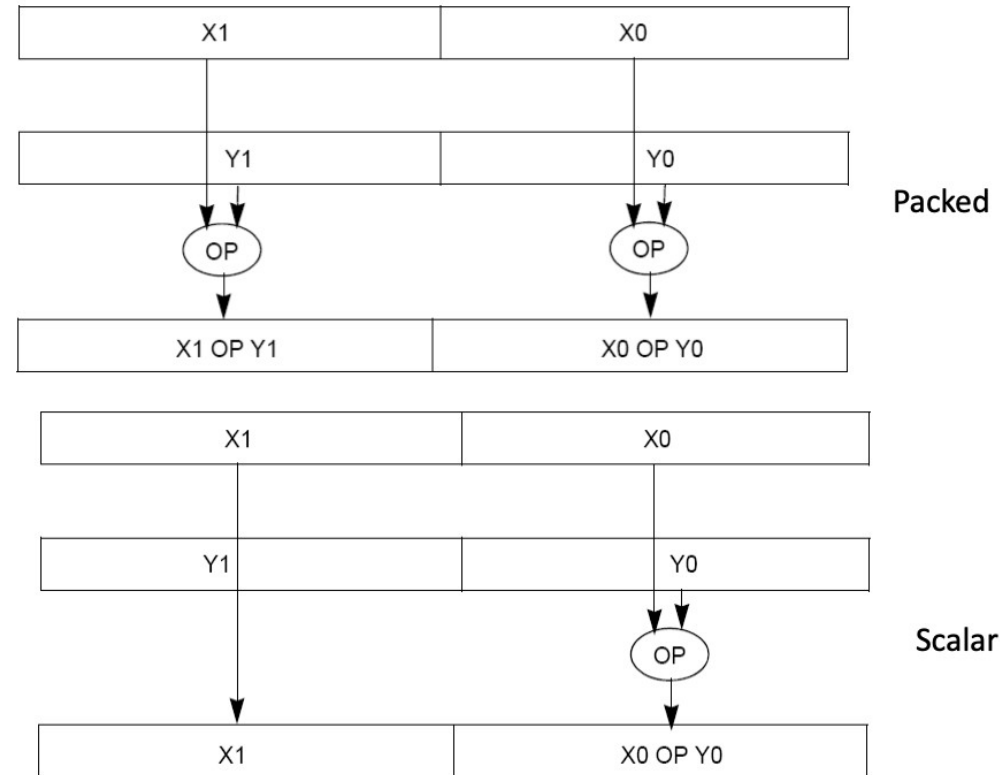 X1 X0
Y1 Y0
Packed
OP OP
X1 OP Y1 X0 OP Y0
X1 X0
Y1 Y0
Scalar
OP
X1 X0 OP Y0